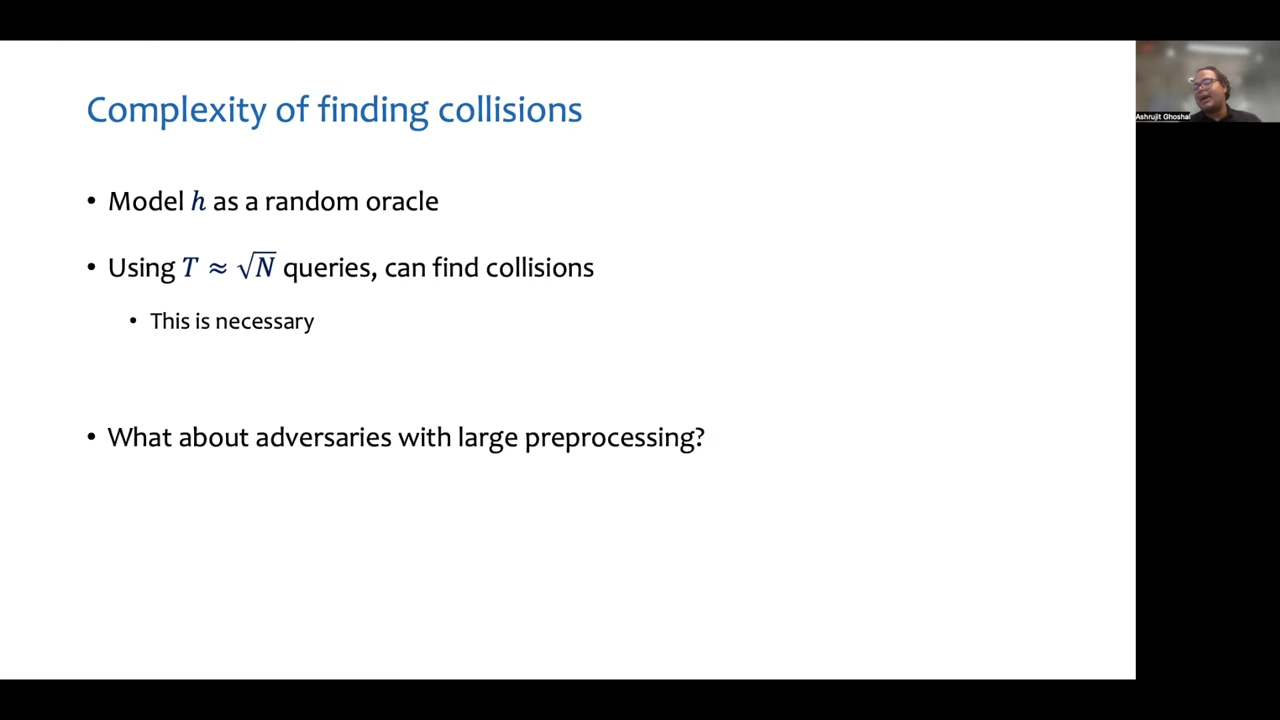 Complexity of finding collisions
• Model h as a random oracle
• Using T ≈ √N queries, can find collisions
• This is necessary
• What about adversaries with large preprocessing?
Ashrujit Ghoshal